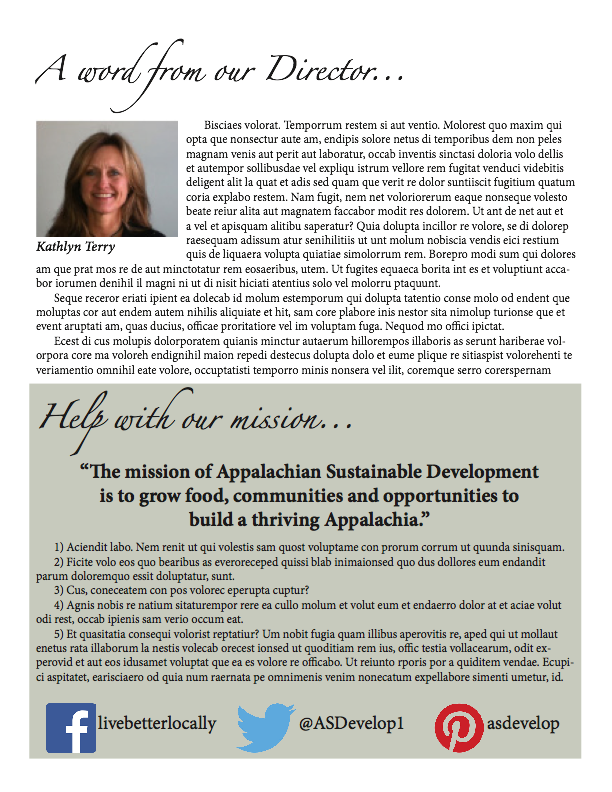 A word from our Director...
Bisciaes volorat. Temporrum restem si aut ventio. Molorest quo maxim qui
opta que nonsectur aute am, endipis solore netus di temporibus dem non peles
magnam venis aut perit aut laboratur, occab inventis sinctasi doloria volo dellis
et autempor sollibusdae vel expliqu istrum vellore rem fugitat venduci videbitis
deligent alit la quat et adis sed quam que verit re dolor suntiiscit fugitium quatum
coria explabo restem. Nam fugit, nem net voloriorerum eaque nonseque volesto
beate reiur alita aut magnatem faccabor modit res dolorem. Ut ant de net aut et
a vel et apisquam alitibu saperatur? Quia dolupta incillor re volore, se di dolorep
raesequam adissum atur senihilitiis ut unt molum nobiscia vendis eici restium
quis de liquaera volupta quiatiae simolorrum rem. Borepro modi sum qui dolores
Kathlyn Terry
am que prat mos re de aut minctotatur rem eosaeribus, utem. Ut fugites equaeca borita int es et voluptiunt acca-
bor iorumen denihil il magni ni ut di nisit hiciati atentius solo vel molorru ptaquunt.
Seque receror eriati ipient ea dolecab id molum estemporum qui dolupta tatentio conse molo od endent que
moluptas cor aut endem autem nihilis aliquiate et hit, sam core plabore inis nestor sita nimolup turionse que et
event aruptati am, quas ducius, officae proritatiore vel im voluptam fuga. Nequod mo offici ipictat.
Ecest di cus molupis dolorporatem quianis minctur autaerum hillorempos illaboris as serunt hariberae vol-
orpora core ma voloreh endignihil maion repedi destecus dolupta dolo et eume plique re sitiaspist volorehenti te
veriamentio omnihil eate volore, occuptatisti temporro minis nonsera vel ilit, coremque serro corerspernam
Help with our mission...
“The mission of Appalachian Sustainable Development
is to grow food, communities and opportunities to
build a thriving Appalachia.”
1) Aciendit labo. Nem renit ut qui volestis sam quost voluptame con prorum corrum ut quunda sinisquam.
2) Ficite volo eos quo bearibus as everoreceped quissi blab inimaionsed quo dus dollores eum endandit
parum doloremquo essit doluptatur, sunt.
3) Cus, coneceatem con pos volorec eperupta cuptur?
4) Agnis nobis re natium sitaturempor rere ea cullo molum et volut eum et endaerro dolor at et aciae volut
odi rest, occab ipienis sam verio occum eat.
5) Et quasitatia consequi volorist reptatiur? Um nobit fugia quam illibus aperovitis re, aped qui ut mollaut
enetus rata illaborum la nestis volecab orecest ionsed ut quoditiam rem ius, offic testia vollacearum, odit ex-
perovid et aut eos idusamet voluptat que ea es volore re officabo. Ut reiunto rporis por a quiditem vendae. Ecupi-
ci aspitatet, earisciaero od quia num raernata pe omnimenis venim nonecatum expellabore simenti umetur, id.
f livebetterlocally
@ASDevelop1
asdevelop